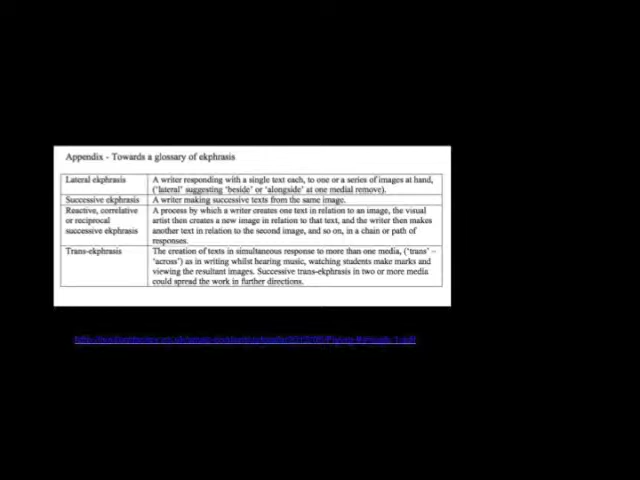 Appendix - Towards a glossary of ekphrasis
Lateral ekphrasis
A writer responding with a single text each, to one or a series of images at hand,
('lateral' suggesting 'beside' or 'alongside' at one medial remove).
Successive ekphrasis
A writer making successive texts from the same image.
Reactive, correlative
or reciprocal
successive ekphrasis
A process by which a writer creates one text in relation to an image, the visual
artist then creates a new image in relation to that text, and the writer then makes
another text in relation to the second image, and so on, in a chain or path of
responses.
Trans-ekphrasis
The creation of texts in simultaneous response to more than one media, ('trans' –
'across') as in writing whilst hearing music, watching students make marks and
viewing the resultant images. Successive trans-ekphrasis in two or more media
could spread the work in further directions.